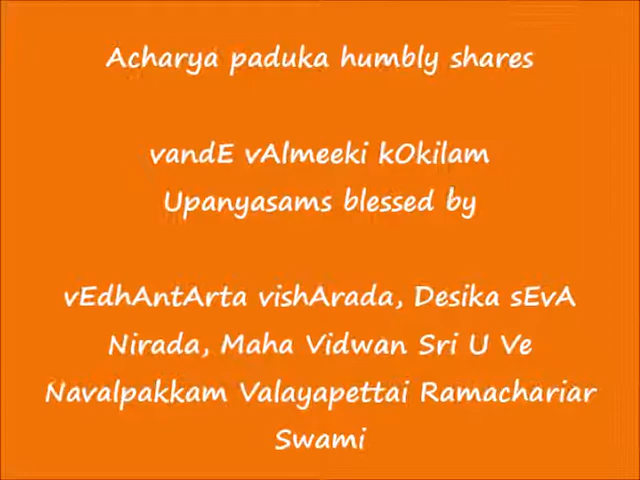 Acharya paduka humbly shares
vandE vAlmeeki kOkilam
Upanyasams blessed by
vEdhAntArta vishArada, Desika sEvA
Nirada, Maha Vidwan Sri U Ve
Navalpakkam Valayapettai Ramachariar
Swami